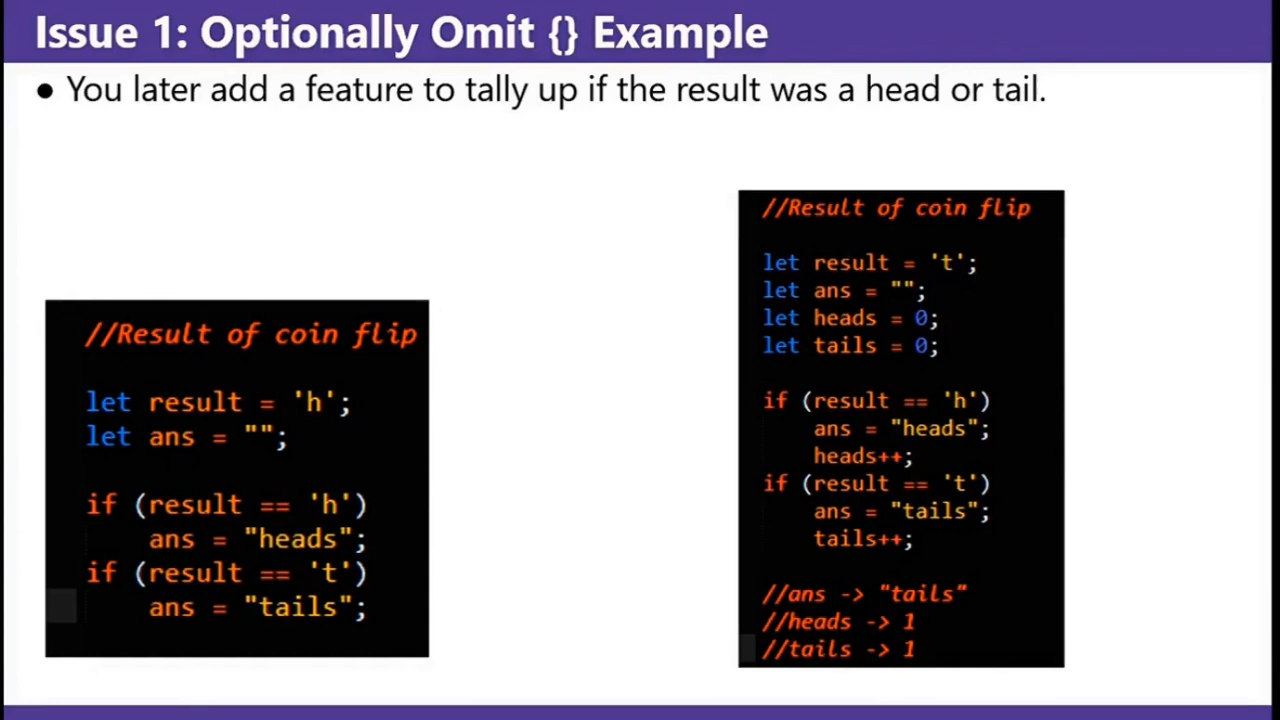 Issue 1: Optionally Omit {} Example
● You later add a feature to tally up if the result was a head or tail.
//Result of coin flip
let result = 'h';
let ans = "";
if (result == 'h')
ans = "heads";
if (result == 't')
ans = "tails";
//Result of coin flip
let result = 't';
let ans = "";
let heads = 0;
let tails = 0;
if (result == 'h')
ans = "heads";
heads++;
if (result == 't')
ans = "tails";
tails++;
//ans -> "tails"
//heads -> 1
//tails -> 1